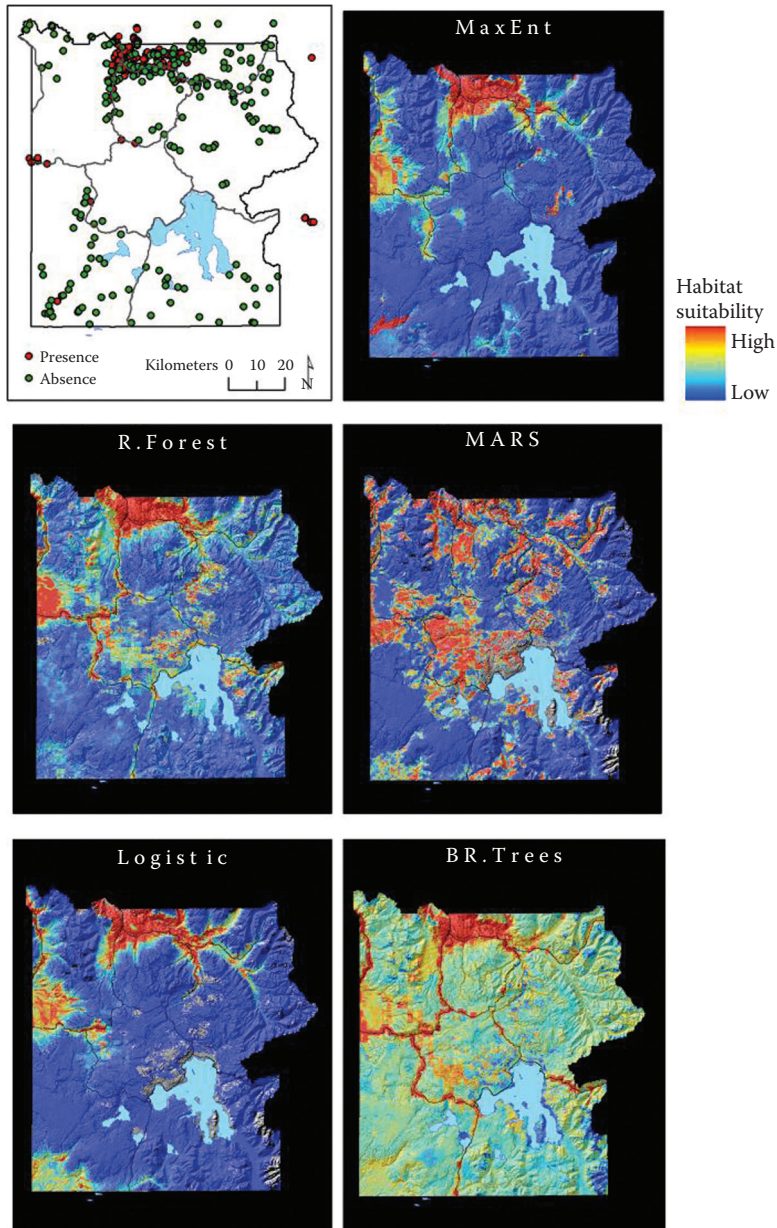 MaxEnt
Presence
Absence
Kilometers 0 10 20
N
Habitat
suitability
High
Low
R.Forest
MARS
Logistic
BR.Trees